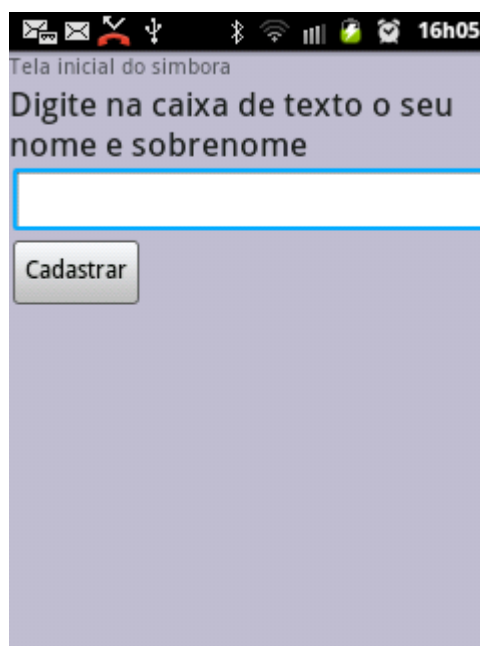 16h05
Tela inicial do simbora
Digite na caixa de texto o seu
nome e sobrenome
Cadastrar